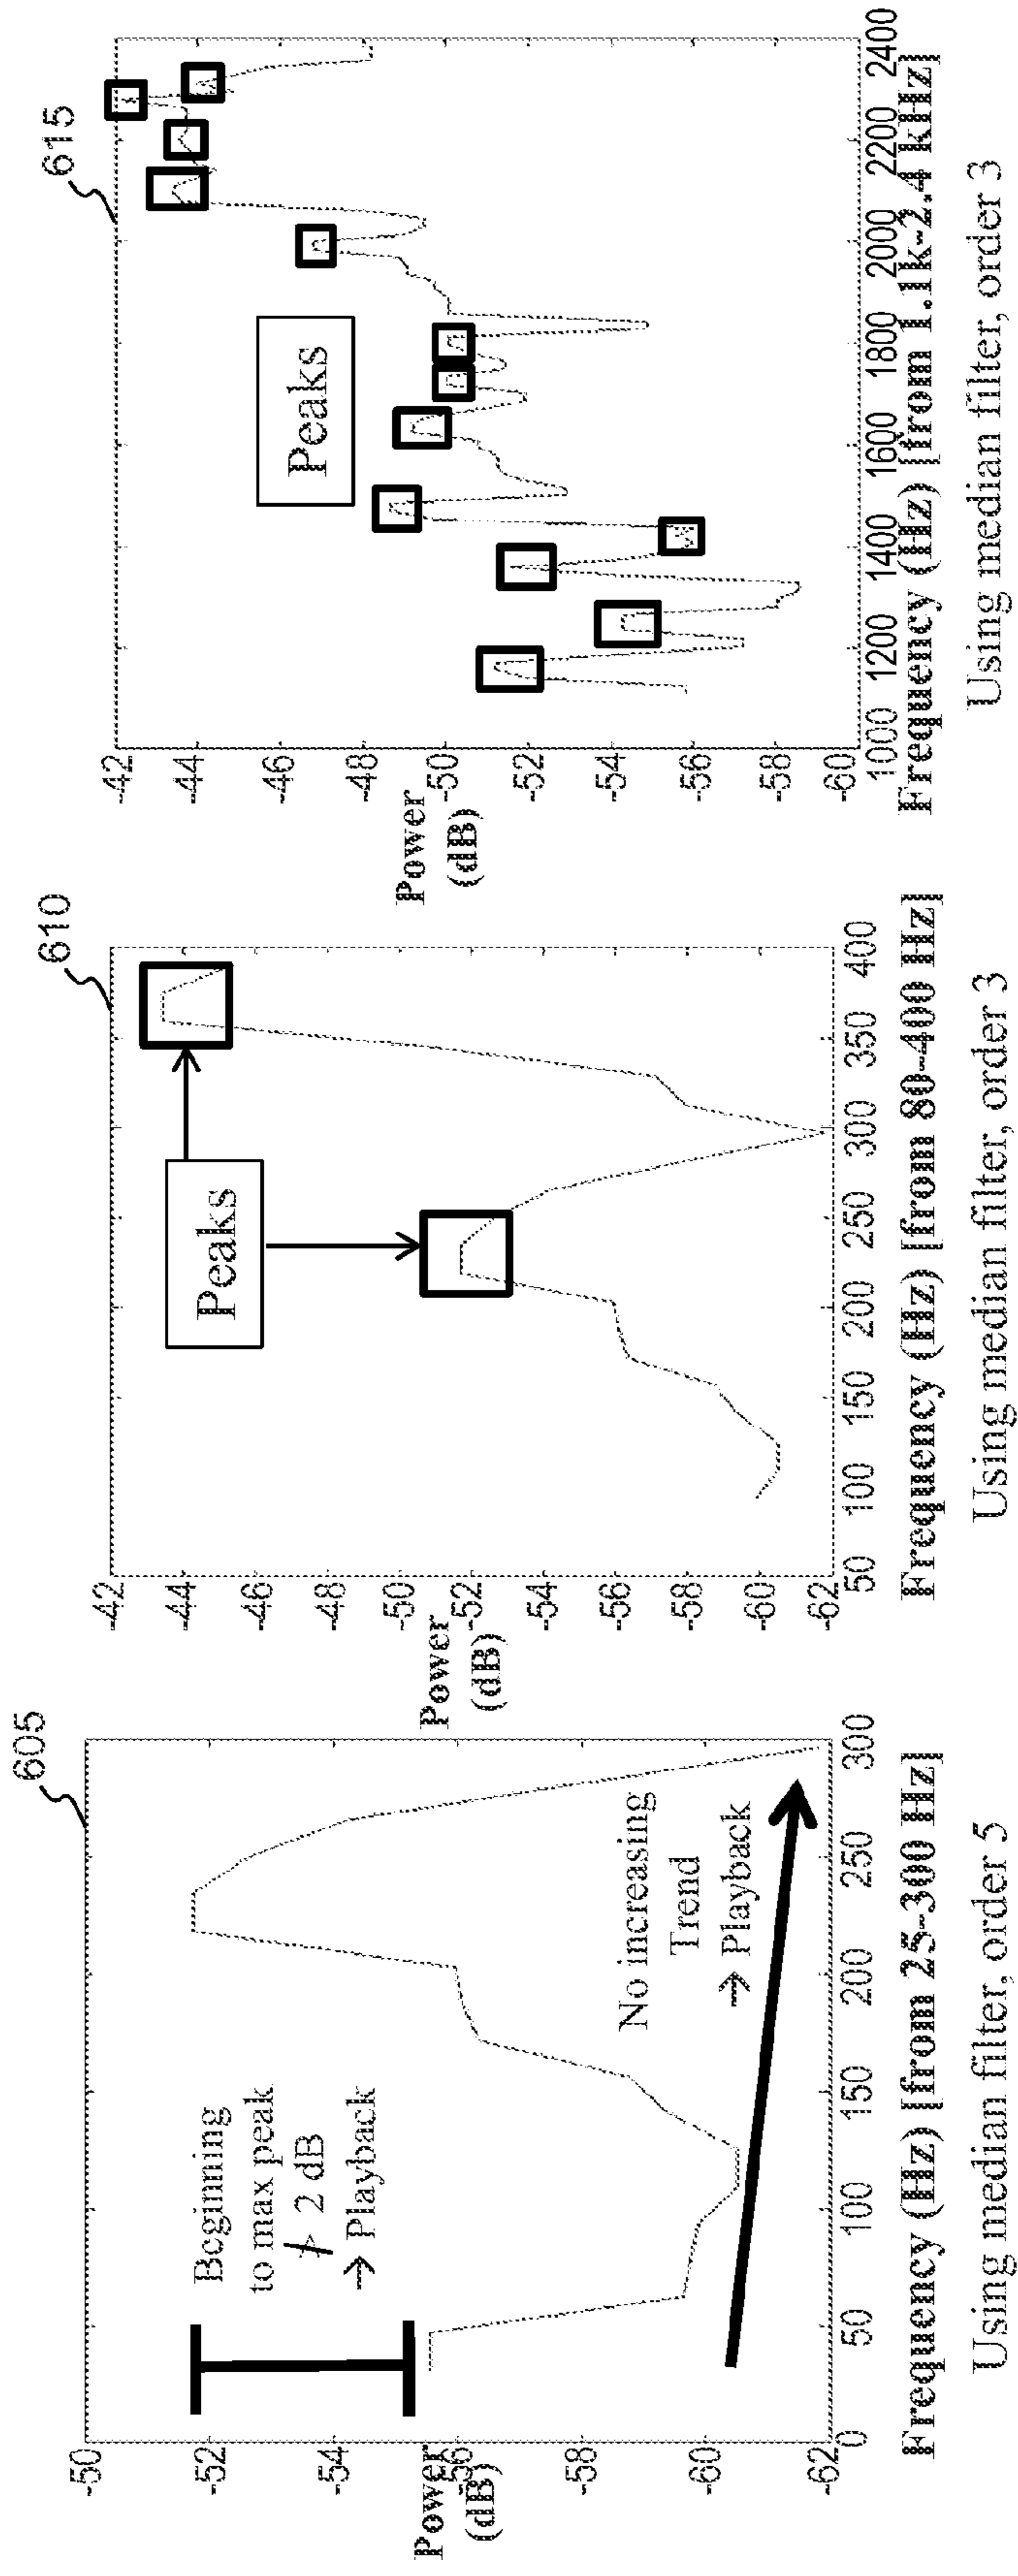 605
-50
-52
-54
-56
-58
-60
-62
Power
(dB)
Beginning
to max peak
≯ 2 dB
→ Playback
No increasing
Trend
→ Playback
0
50
100
150
200
250
300
Frequency (Hz) [from 25-300 Hz]
Using median filter, order 5
610
-42
-44
-46
-48
-50
-52
-54
-56
-58
-60
-62
Power
(dB)
Peaks
50
100
150
200
250
300
350
400
Frequency (Hz) [from 80-400 Hz]
Using median filter, order 3
615
-42
-44
-46
-48
-50
-52
-54
-56
-58
-60
Power
(dB)
Peaks
1000
1200
1400
1600
1800
2000
2200
2400
Frequency (Hz) [from 1.1k-2.4 kHz]
Using median filter, order 3